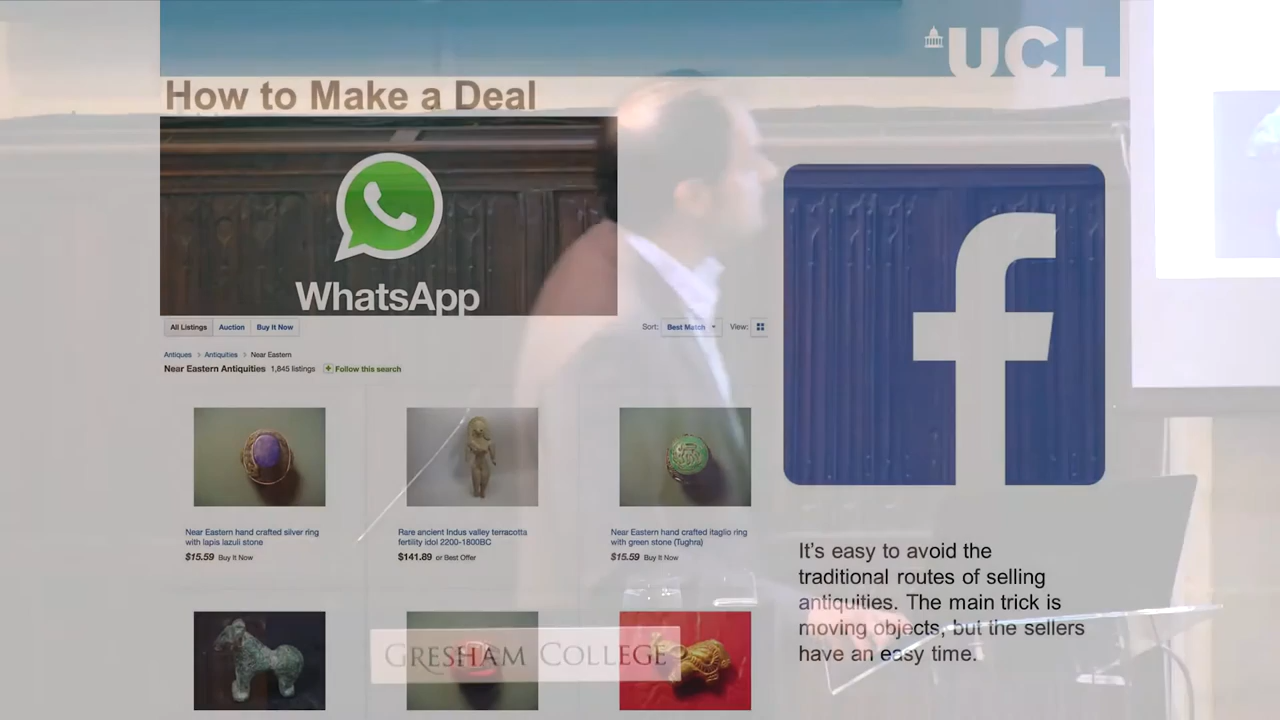 UCL
How to Make a Deal
WhatsApp
All Listings Auction Buy It Now
Sort: Best Match View:
Antiques > Antiquities > Near Eastern
Near Eastern Antiquities 1,845 listings + Follow this search
Near Eastern hand crafted silver ring
with lapis lazuli stone
$15.59 Buy It Now
Rare ancient Indus valley terracotta
fertility idol 2200-1800BC
$141.89 or Best Offer
Near Eastern hand crafted itaglio ring
with green stone (Tughra)
$15.59 Buy It Now
f
It's easy to avoid the
traditional routes of selling
antiquities. The main trick is
moving objects, but the sellers
have an easy time.
GRESHAM COLLEGE